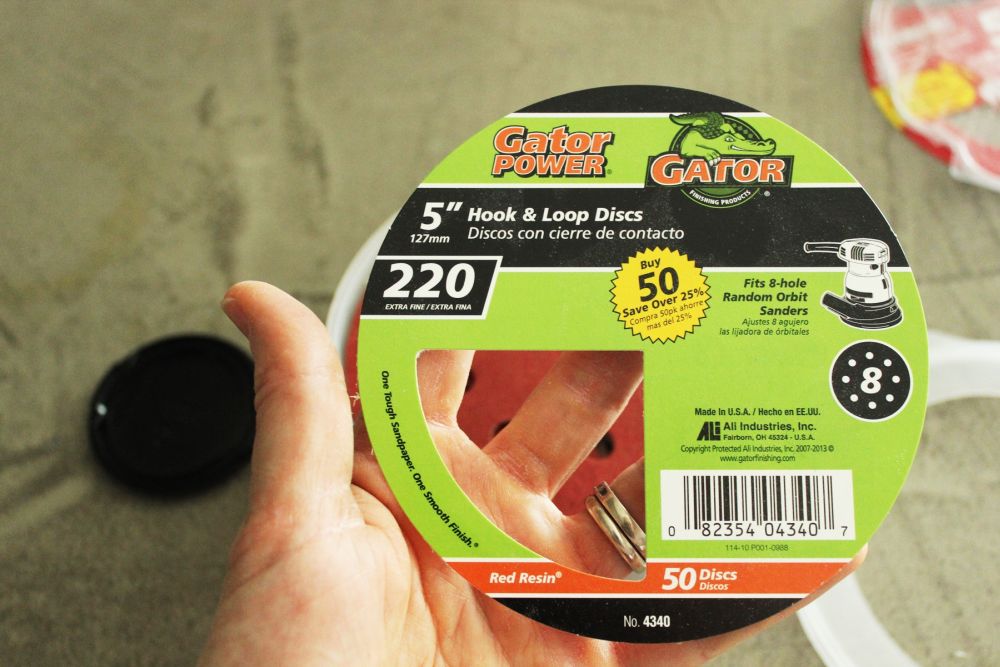 Gator
POWER®
GATOR®
FINISHING PRODUCTS
5" Hook & Loop Discs
127mm Discos con cierre de contacto
220
EXTRA FINE / EXTRA FINA
Buy
50
Save Over 25%
Compra 50pk ahorre
mas del 25%
Fits 8-hole
Random Orbit
Sanders
Ajustes 8 agujero
las lijadora de órbitales
8
One Tough Sandpaper. One Smooth Finish.®
Made In U.S.A. / Hecho en EE.UU.
ALI Ali Industries, Inc.
Fairborn, OH 45324 - U.S.A.
Copyright Protected Ali Industries, Inc. 2007-2013 ©
www.gatorfinishing.com
0 82354 04340 7
114-10 P001-0988
Red Resin®
50 Discs
Discos
No. 4340